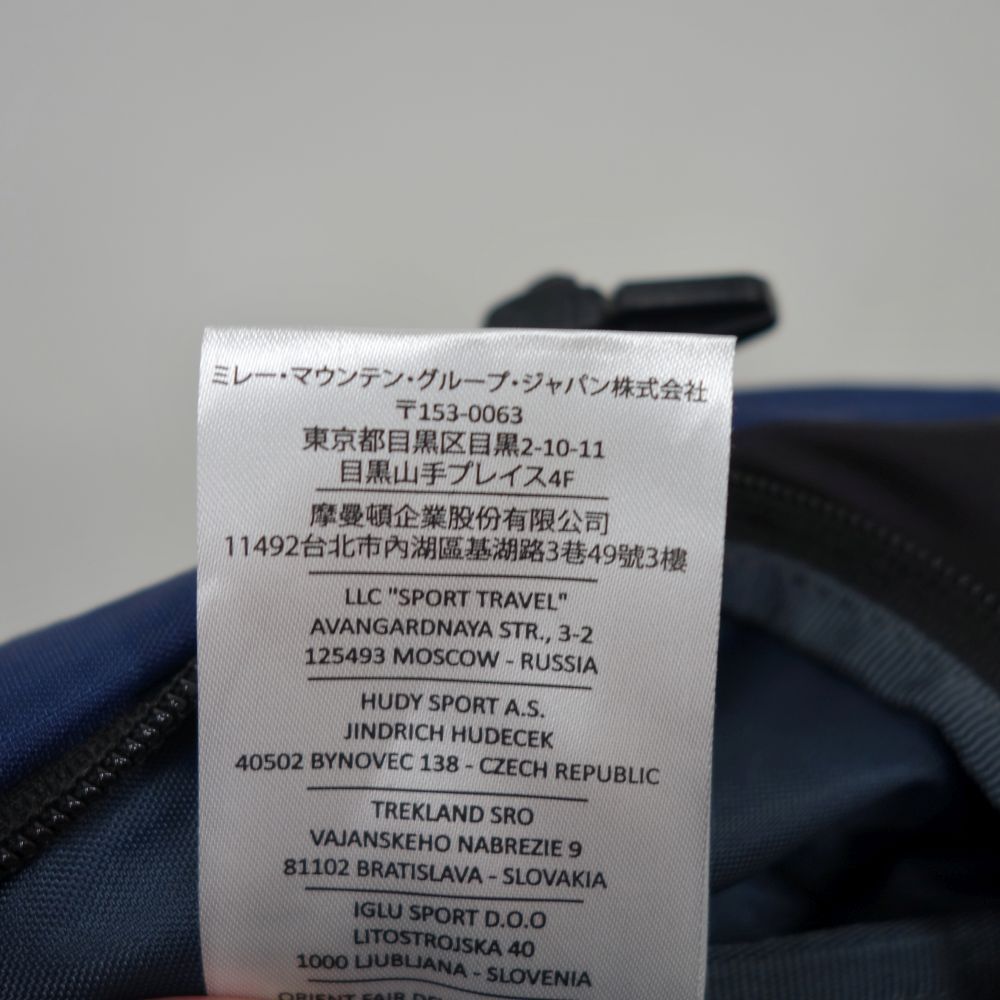 ミレー・マウンテン・グループ・ジャパン株式会社
〒153-0063
東京都目黒区目黒2-10-11
目黒山手プレイス4F
摩曼頓企業股份有限公司
11492台北市內湖區基湖路3巷49號3樓
LLC "SPORT TRAVEL"
AVANGARDNAYA STR., 3-2
125493 MOSCOW - RUSSIA
HUDY SPORT A.S.
JINDRICH HUDECEK
40502 BYNOVEC 138 - CZECH REPUBLIC
TREKLAND SRO
VAJANSKEHO NABREZIE 9
81102 BRATISLAVA - SLOVAKIA
IGLU SPORT D.O.O
LITOSTROJSKA 40
1000 LJUBLJANA - SLOVENIA
ORIENT FAIR